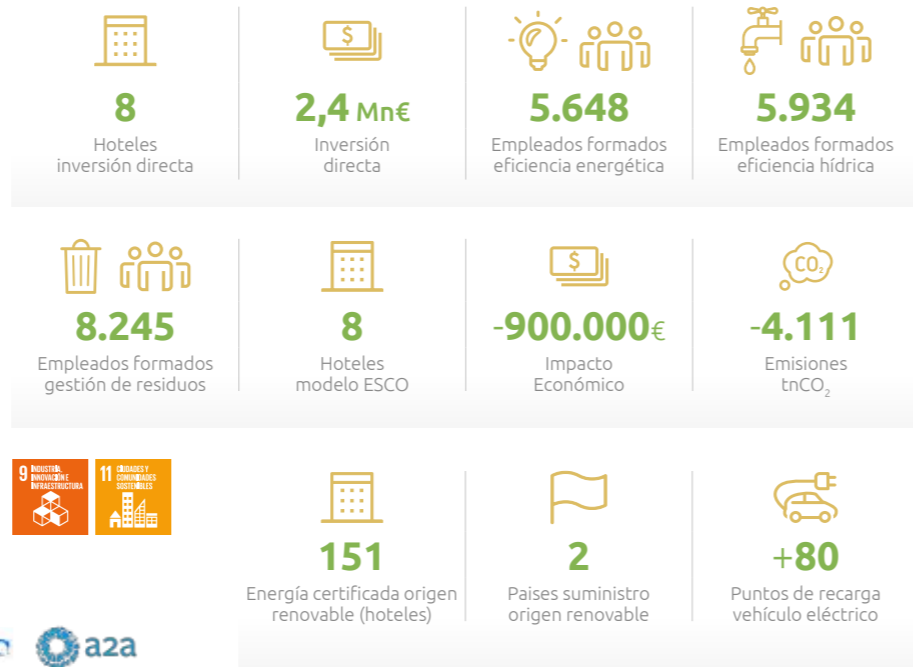 8
Hoteles
inversión directa
2,4 Mn€
Inversión
directa
5.648
Empleados formados
eficiencia energética
5.934
Empleados formados
eficiencia hídrica
8.245
Empleados formados
gestión de residuos
8
Hoteles
modelo ESCO
-900.000€
Impacto
Económico
CO₂
-4.111
Emisiones
tnCO₂
9 INDUSTRIA,
INNOVACIÓN E
INFRAESTRUCTURA
11 CIUDADES Y
COMUNIDADES
SOSTENIBLES
151
Energía certificada origen
renovable (hoteles)
2
Paises suministro
origen renovable
+80
Puntos de recarga
vehículo eléctrico
a2a